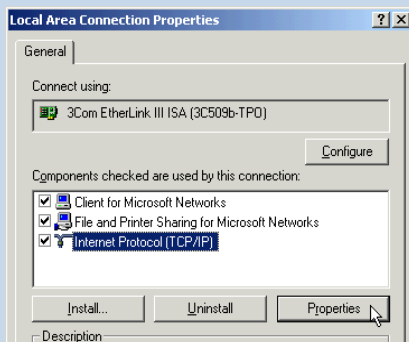 Local Area Connection Properties
General
Connect using:
3Com EtherLink III ISA (3C509b-TPO)
Configure
Components checked are used by this connection:
Client for Microsoft Networks
File and Printer Sharing for Microsoft Networks
Internet Protocol (TCP/IP)
Install... Uninstall Properties
Description